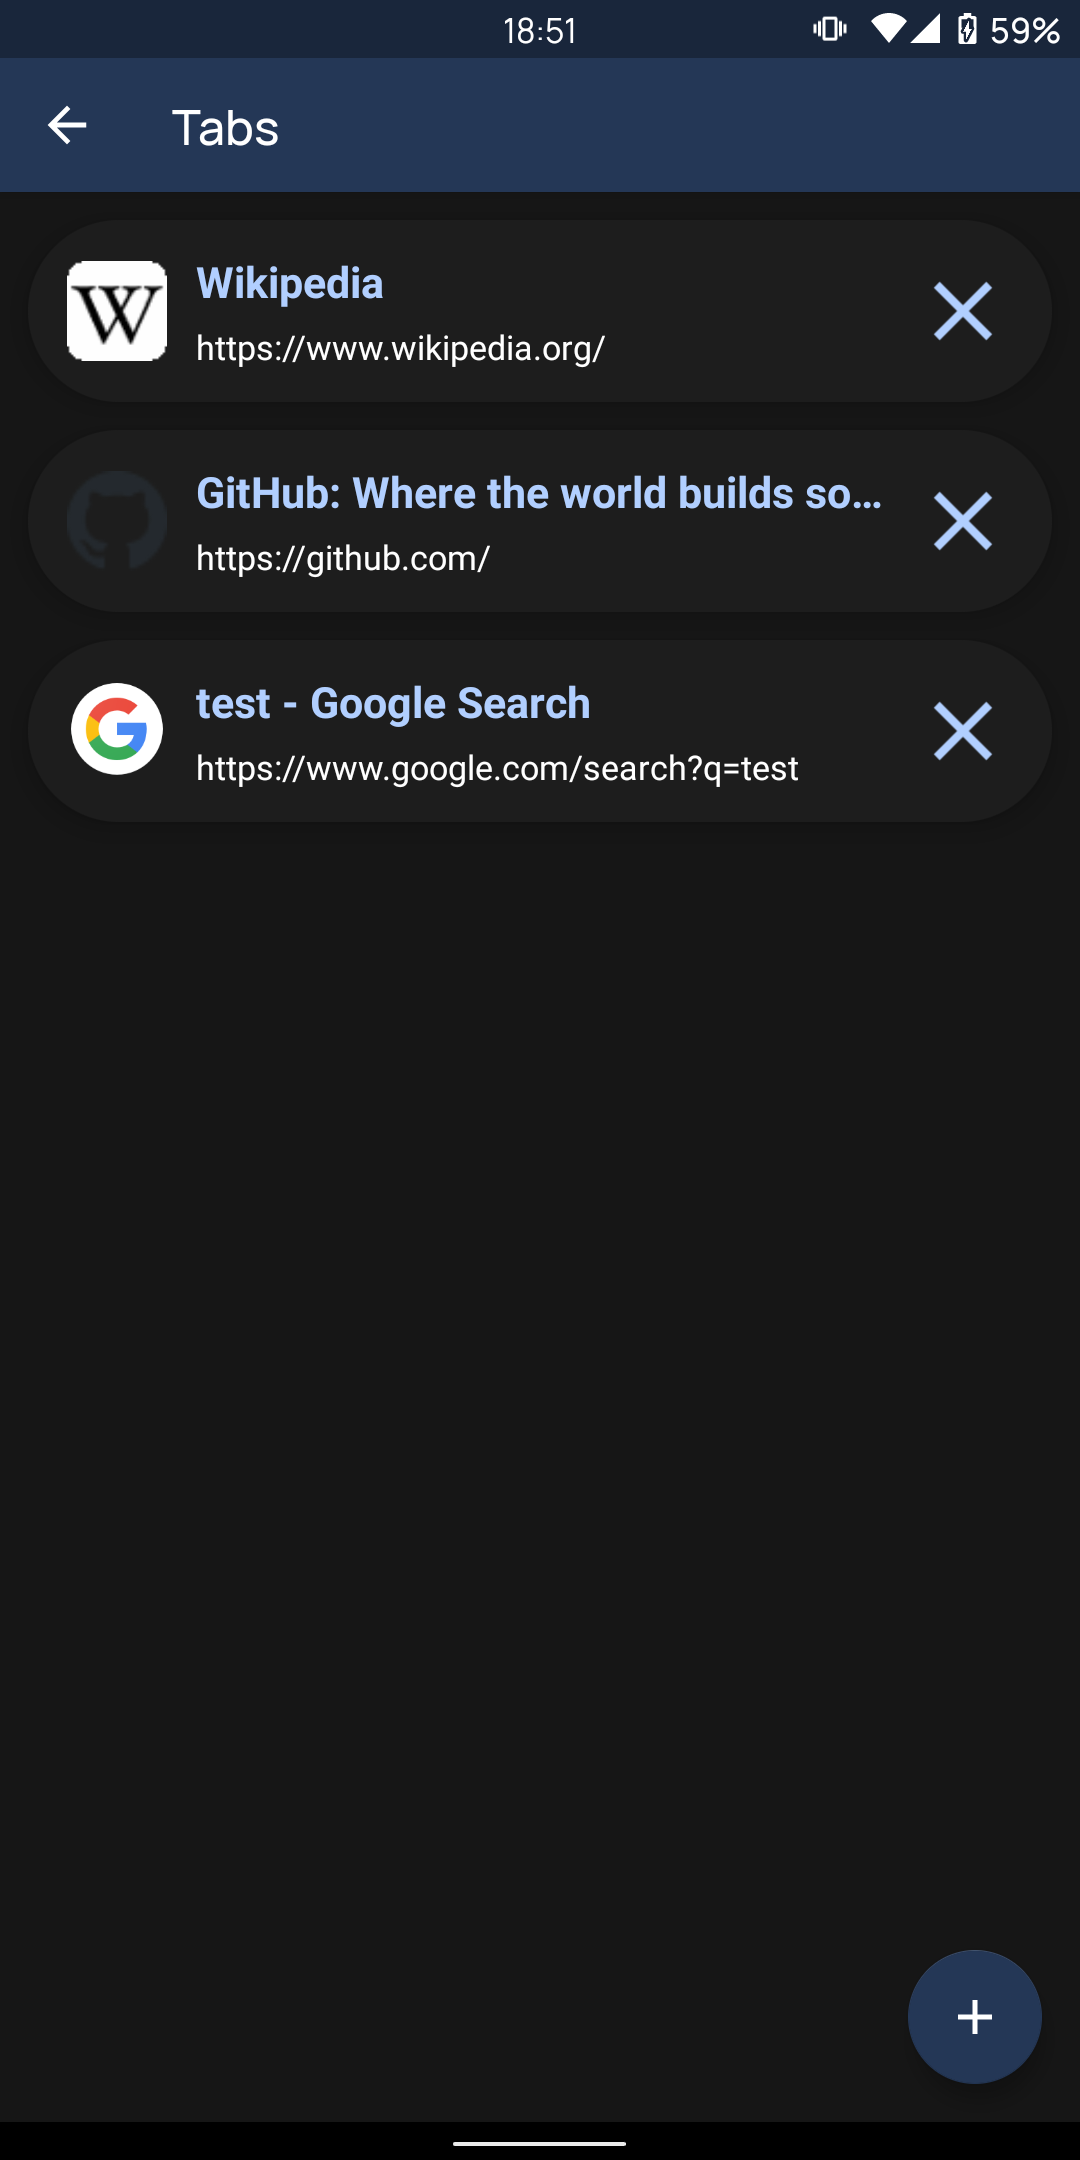 18:51
59%
Tabs
Wikipedia
https://www.wikipedia.org/
GitHub: Where the world builds so...
https://github.com/
test - Google Search
https://www.google.com/search?q=test